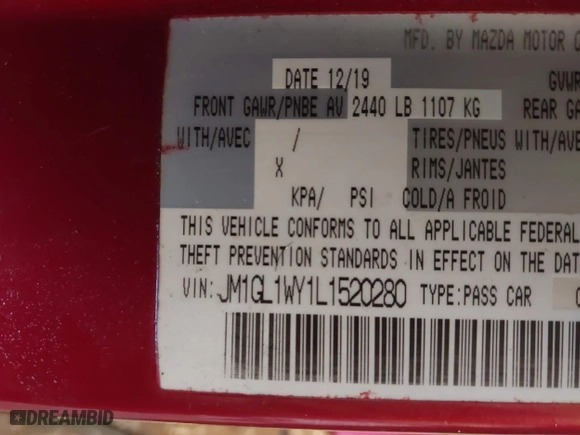 MFD. BY MAZDA MOTOR
DATE 12/19 GVWR
FRONT GAWR/PNBE AV 2440 LB 1107 KG REAR GA
WITH/AVEC / TIRES/PNEUS WITH/AVE
X RIMS/JANTES
KPA/ PSI COLD/A FROID
THIS VEHICLE CONFORMS TO ALL APPLICABLE FEDERAL
THEFT PREVENTION STANDARDS IN EFFECT ON THE DAT
VIN: JM1GL1WY1L1520280 TYPE:PASS CAR
DREAMBID